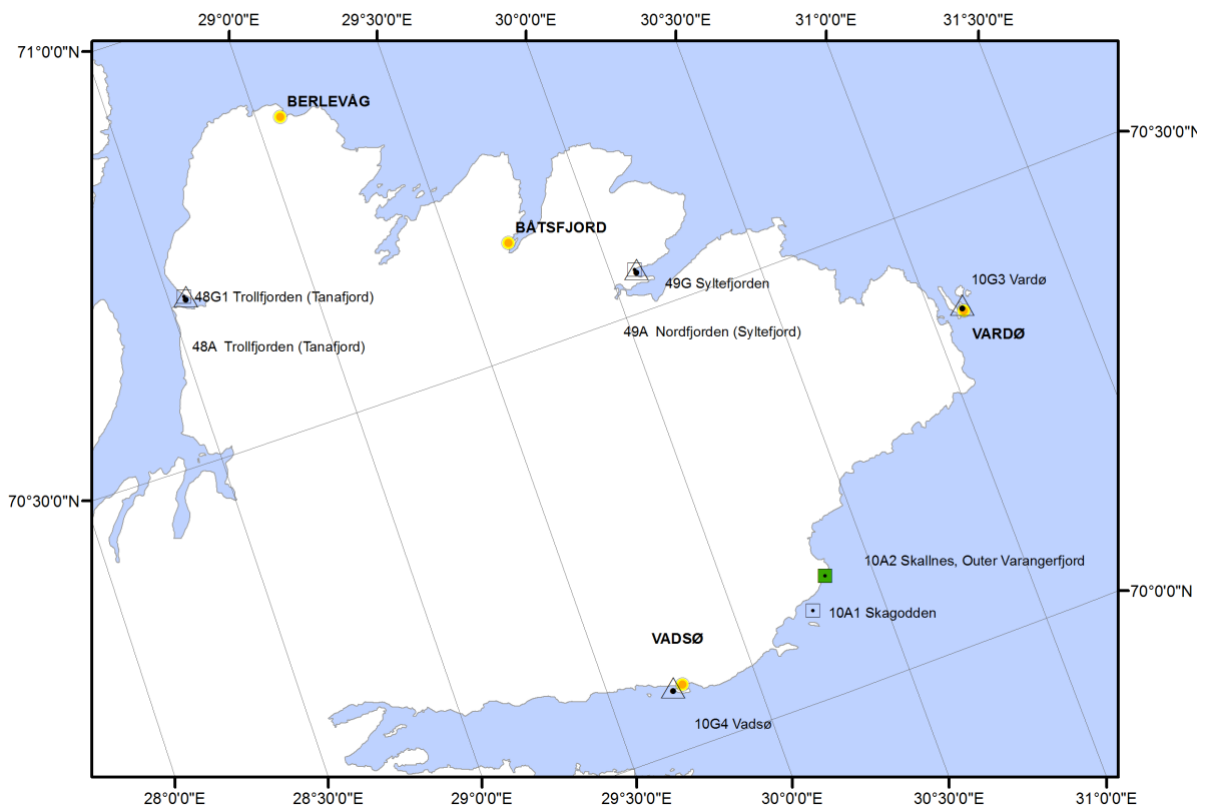 29°0'0"E
29°30'0"E
30°0'0"E
30°30'0"E
31°0'0"E
31°30'0"E
71°0'0"N
BERLEVÅG
70°30'0"N
BÅTSFJORD
49G Syltefjorden
10G3 Vardø
48G1 Trollfjorden (Tanafjord)
49A Nordfjorden (Syltefjord)
VARDØ
48A Trollfjorden (Tanafjord)
70°30'0"N
10A2 Skallnes, Outer Varangerfjord
70°0'0"N
10A1 Skagodden
VADSØ
10G4 Vadsø
28°0'0"E
28°30'0"E
29°0'0"E
29°30'0"E
30°0'0"E
30°30'0"E
31°0'0"E